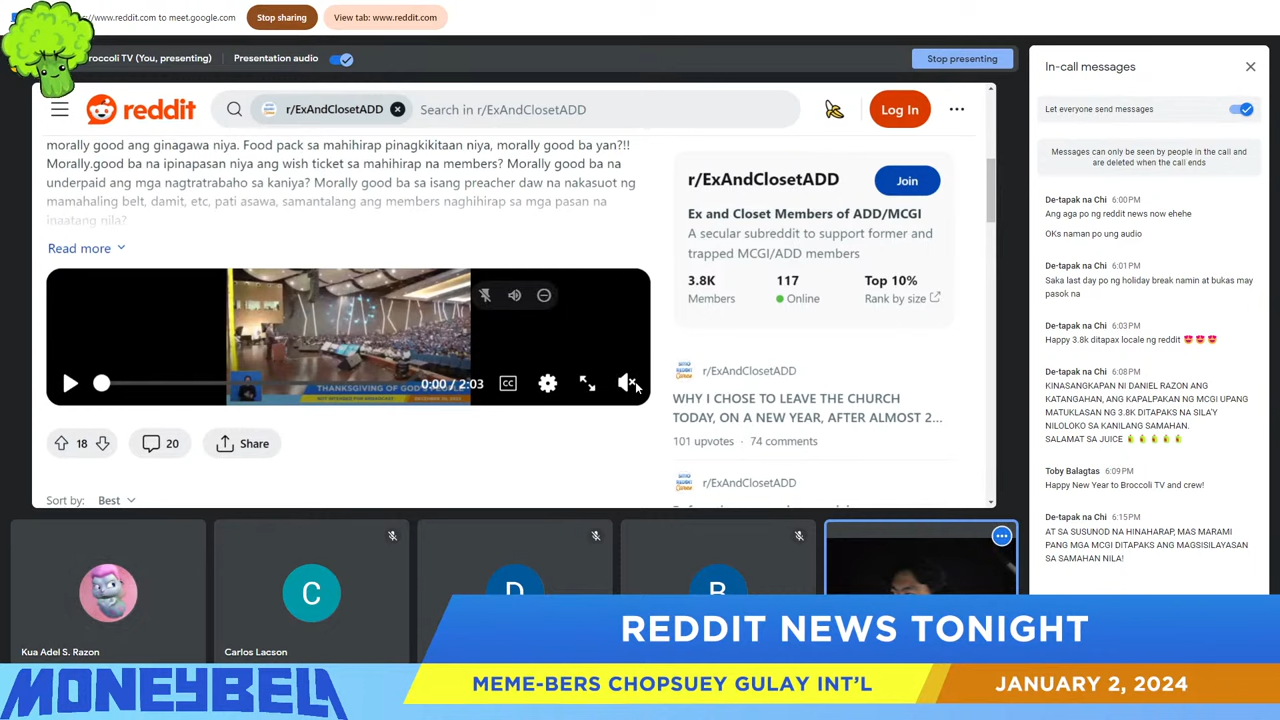 www.reddit.com to meet.google.com
Stop sharing
View tab: www.reddit.com
roccoli TV (You, presenting)
Presentation audio
Stop presenting
reddit
r/ExAndClosetADD
Search in r/ExAndClosetADD
Log In
morally good ang ginagawa niya. Food pack sa mahihirap pinagkikitaan niya, morally good ba yan?!!
Morally.good ba na ipinapasan niya ang wish ticket sa mahihirap na members? Morally good ba na
underpaid ang mga nagtratrabaho sa kaniya? Morally good ba sa isang preacher daw na nakasuot ng
mamahaling belt, damit, etc, pati asawa, samantalang ang members naghihirap sa mga pasan na
inaatang nila?
Read more
THANKSGIVING OF GOD'S
0:00 / 2:03
CC
18
20
Share
Sort by: Best
r/ExAndClosetADD
Join
Ex and Closet Members of ADD/MCGI
A secular subreddit to support former and
trapped MCGI/ADD members
3.8K
117
Top 10%
Members
Online
Rank by size
r/ExAndClosetADD
WHY I CHOSE TO LEAVE THE CHURCH
TODAY, ON A NEW YEAR, AFTER ALMOST 2...
101 upvotes · 74 comments
r/ExAndClosetADD
In-call messages
Let everyone send messages
Messages can only be seen by people in the call and
are deleted when the call ends
De-tapak na Chi 6:00PM
Ang aga po ng reddit news now ehehe
OKs naman po ung audio
De-tapak na Chi 6:01PM
Saka last day po ng holiday break namin at bukas may
pasok na
De-tapak na Chi 6:03PM
Happy 3.8k ditapax locale ng reddit
De-tapak na Chi 6:08PM
KINASANGKAPAN NI DANIEL RAZON ANG
KATANGAHAN, ANG KAPALPAKAN NG MCGI UPANG
MATUKLASAN NG 3.8K DITAPAKS NA SILA'Y
NILOLOKO SA KANILANG SAMAHAN.
SALAMAT SA JUICE
Toby Balagtas 6:09PM
Happy New Year to Broccoli TV and crew!
De-tapak na Chi 6:15PM
AT SA SUSUNOD NA HINAHARAP, MAS MARAMI
PANG MGA MCGI DITAPAKS ANG MAGSISILAYASAN
SA SAMAHAN NILA!
C
D
B
Kua Adel S. Razon
Carlos Lacson
REDDIT NEWS TONIGHT
MONEYBELA
MEME-BERS CHOPSUEY GULAY INT'L
JANUARY 2, 2024